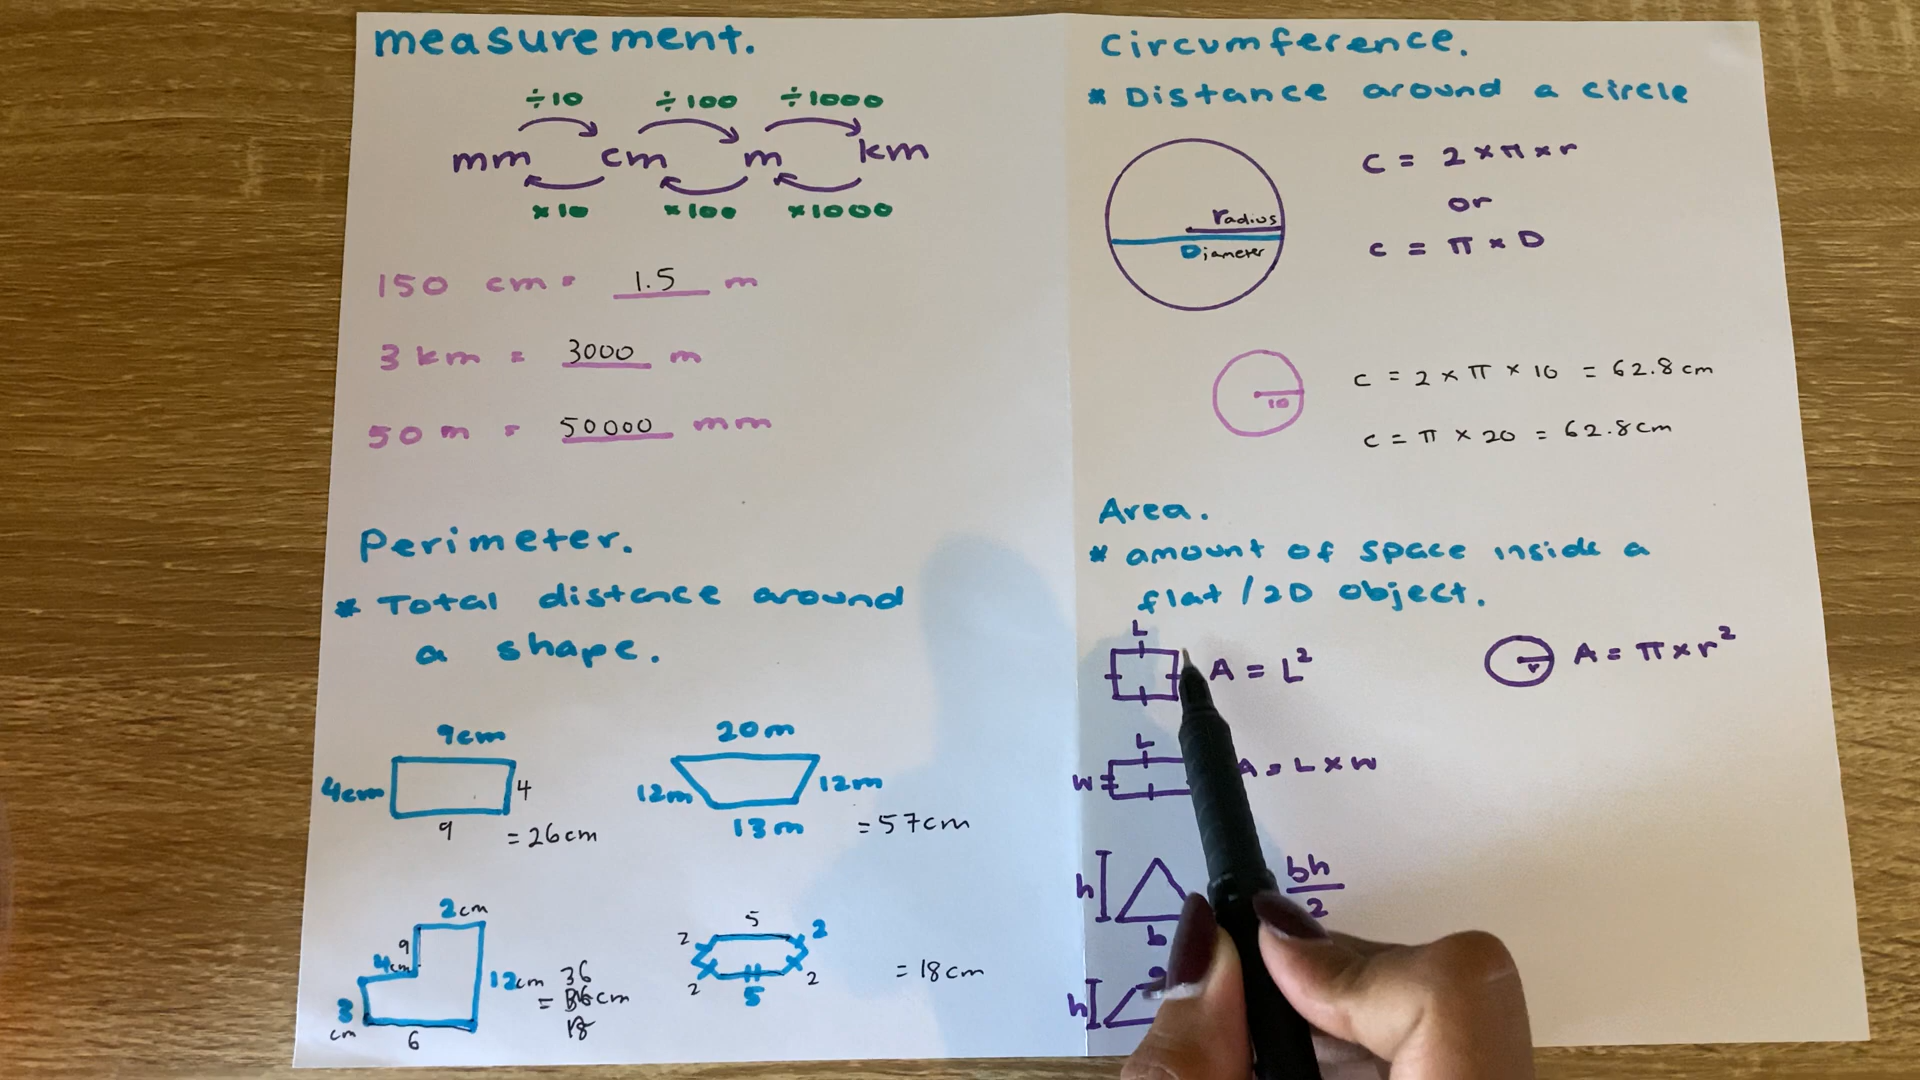 measurement.
÷10 ÷100 ÷1000
mm cm m km
×10 ×100 ×1000
150 cm = 1.5 m
3 km = 3000 m
50 m = 50000 mm
Perimeter.
* Total distance around
a shape.
9cm
4cm 4
9 = 26cm
20m
12m 12m
13m = 57cm
2cm
9
4cm
12cm 36
= cm
3
cm 6 18
5
2 2
2 5 2
= 18cm
circumference.
* Distance around a circle
radius
Diameter
C = 2 × π × r
or
C = π × D
10
C = 2 × π × 10 = 62.8cm
C = π × 20 = 62.8cm
Area.
* amount of space inside a
flat / 2D object.
L
A = L²
r A = π × r²
L
W A = L × W
h b
bh
2
h